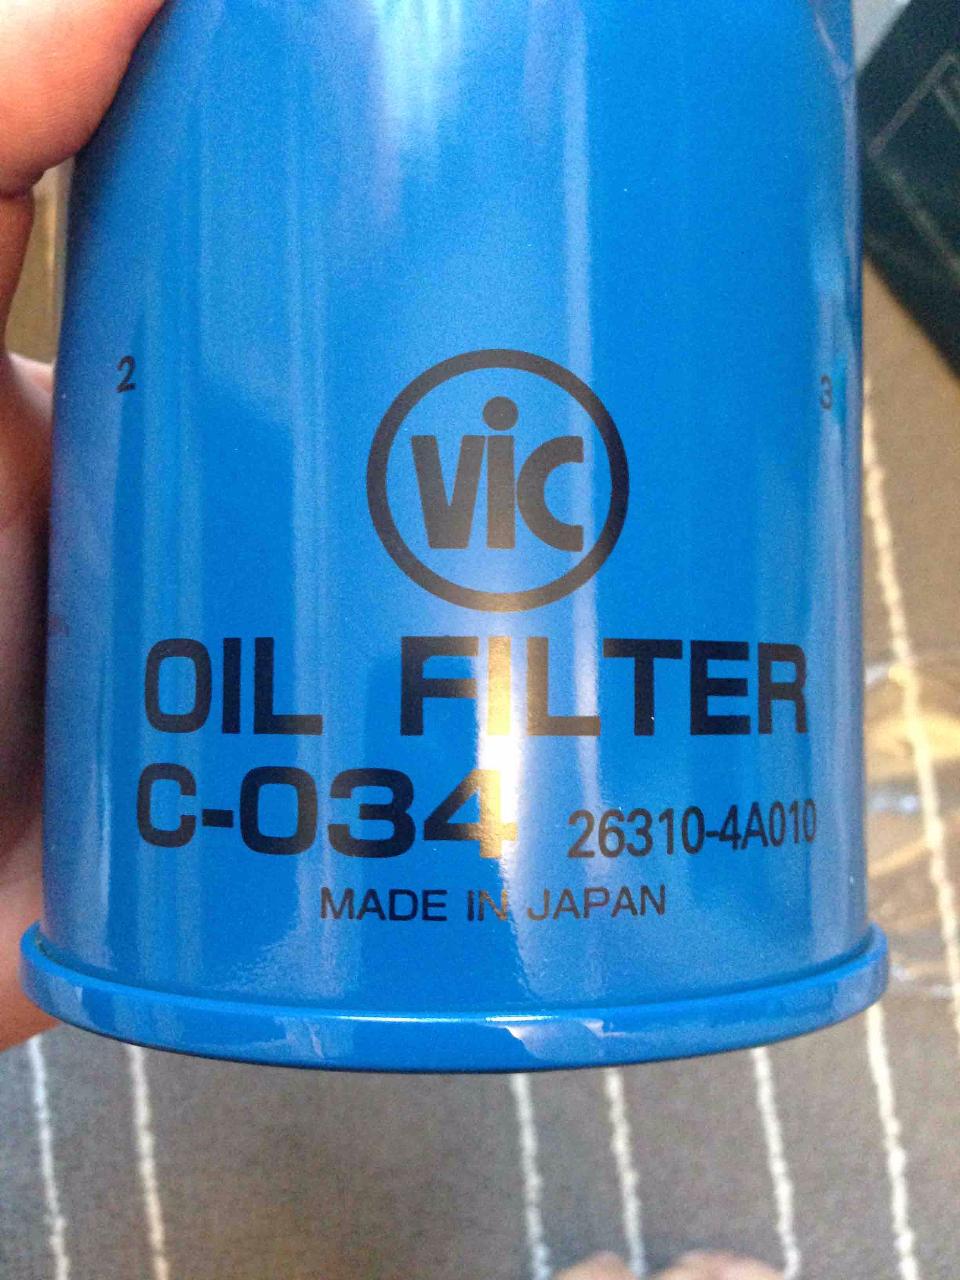 2
3
vic
OIL FILTER
C-034 26310-4A010
MADE IN JAPAN